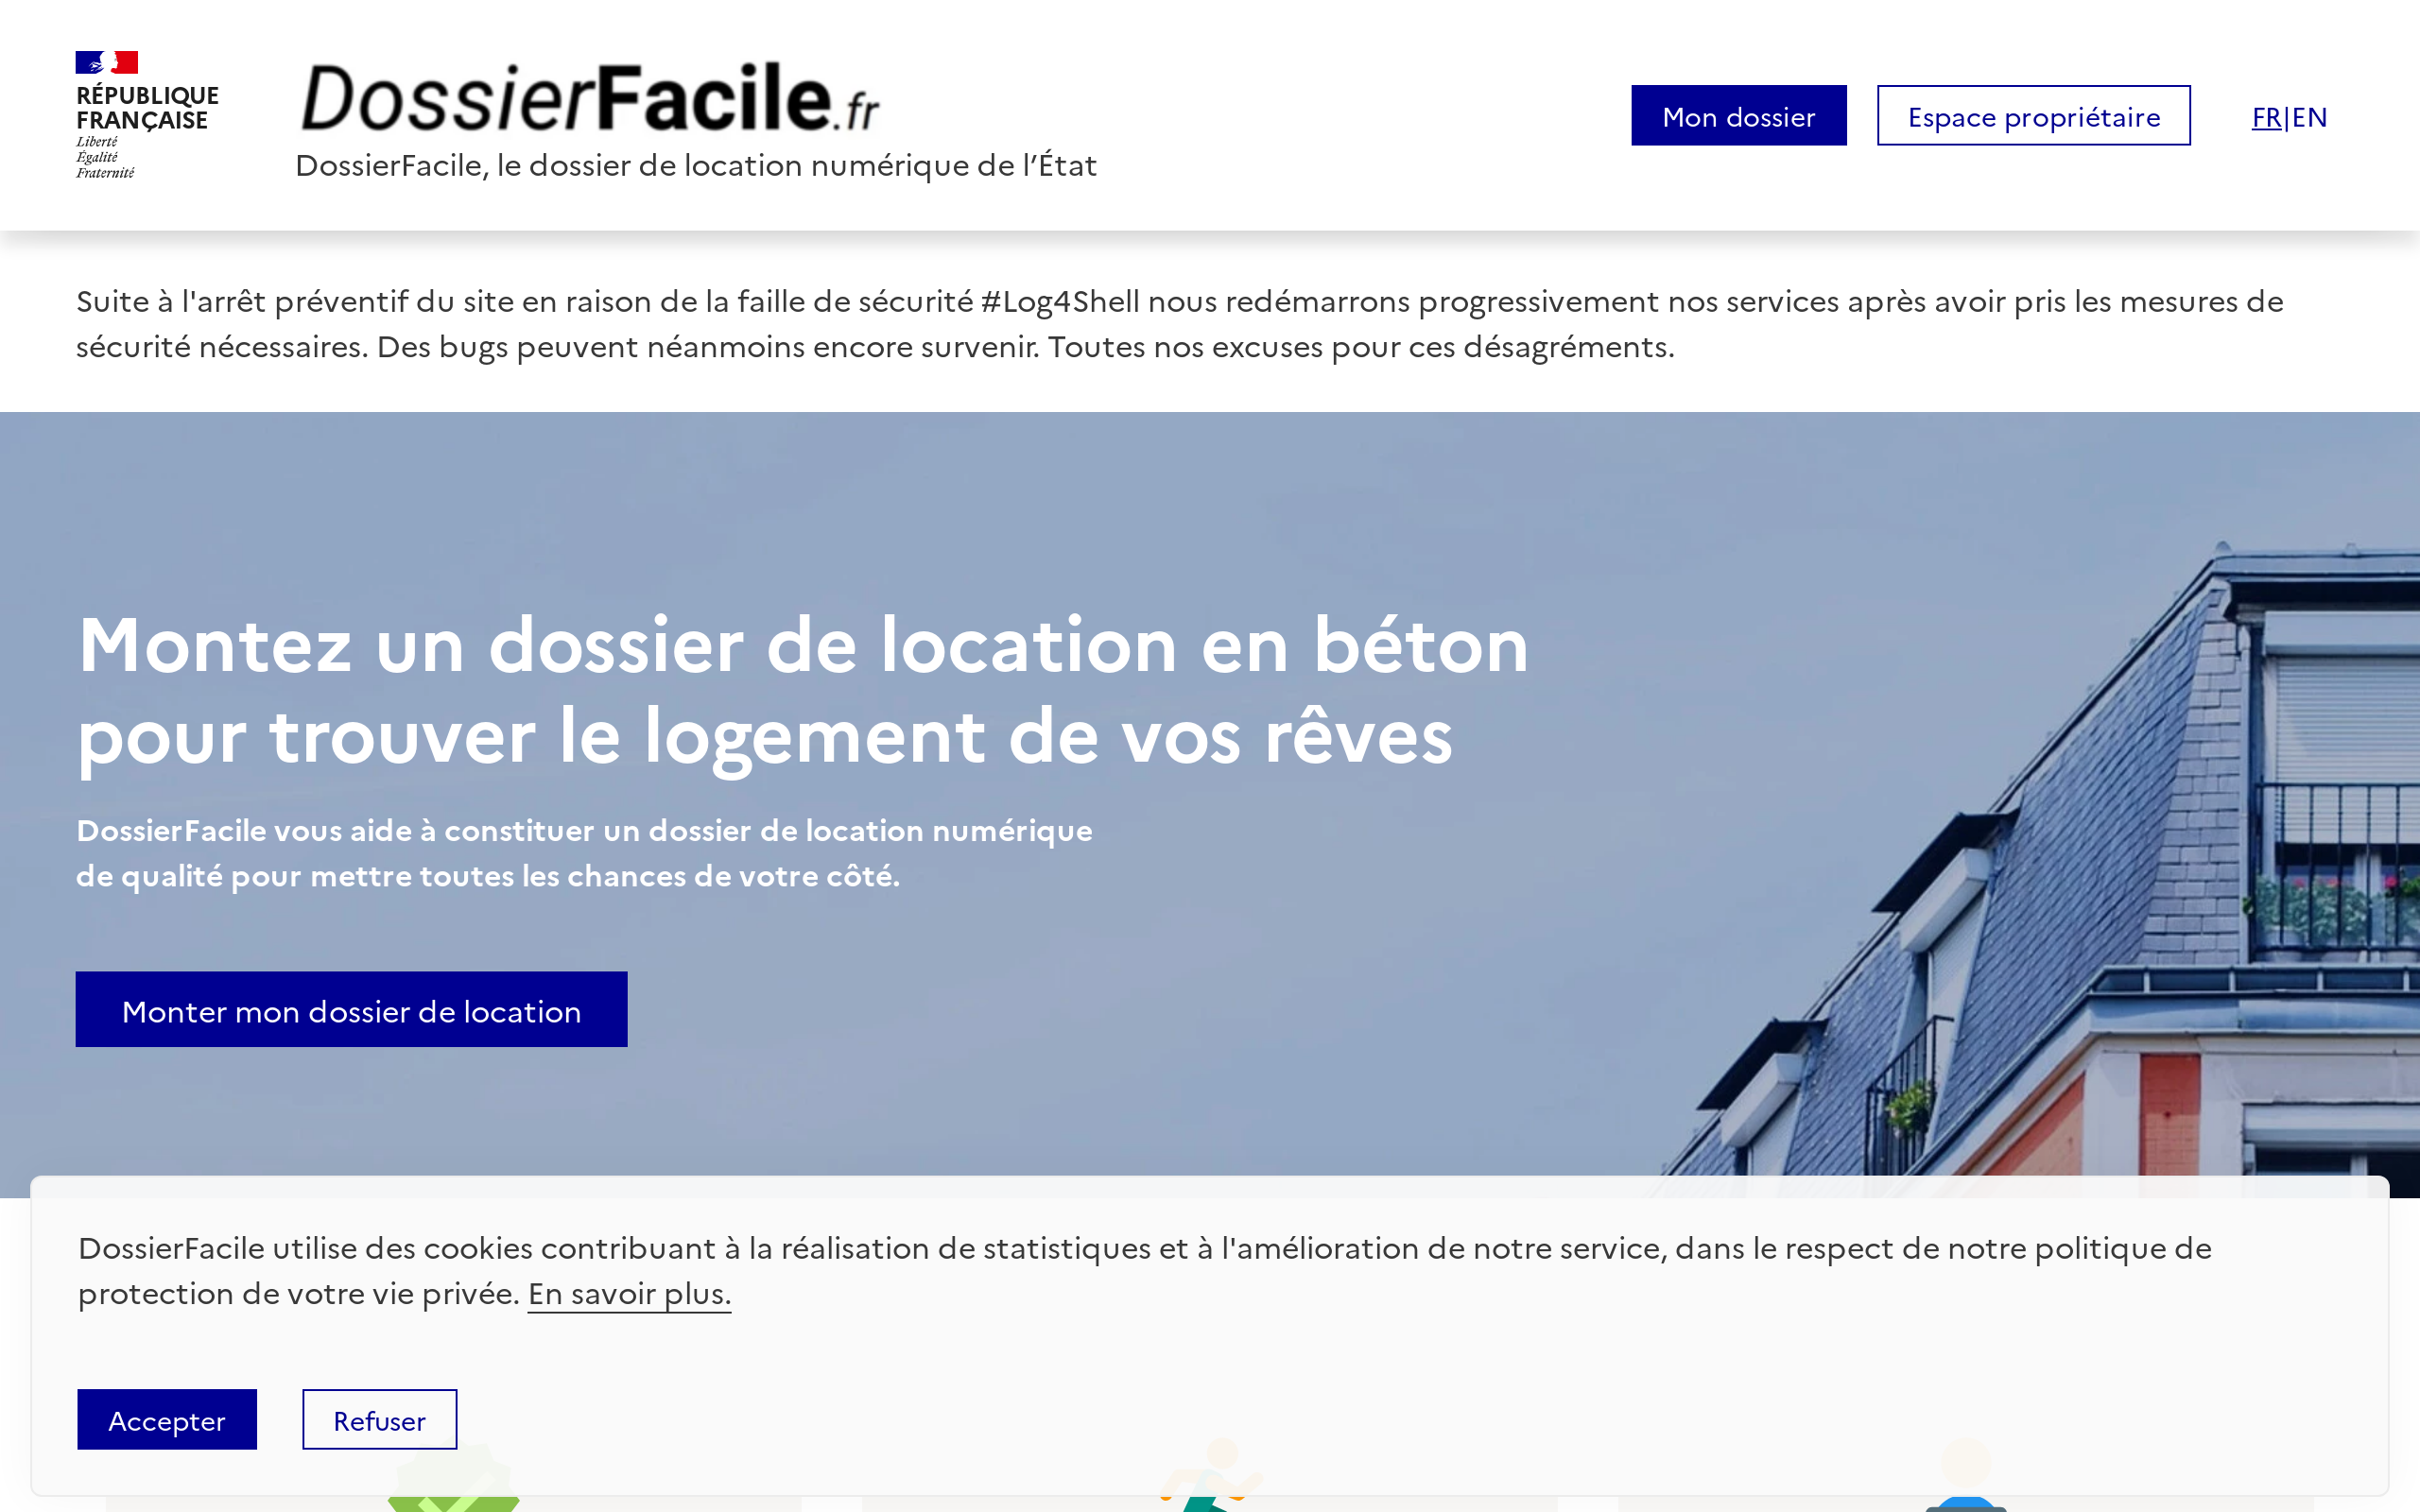 RÉPUBLIQUE
FRANÇAISE
Liberté
Égalité
Fraternité
DossierFacile.fr
DossierFacile, le dossier de location numérique de l’État
Mon dossier
Espace propriétaire
FR|EN
Suite à l'arrêt préventif du site en raison de la faille de sécurité #Log4Shell nous redémarrons progressivement nos services après avoir pris les mesures de
sécurité nécessaires. Des bugs peuvent néanmoins encore survenir. Toutes nos excuses pour ces désagréments.
Montez un dossier de location en béton
pour trouver le logement de vos rêves
DossierFacile vous aide à constituer un dossier de location numérique
de qualité pour mettre toutes les chances de votre côté.
Monter mon dossier de location
DossierFacile utilise des cookies contribuant à la réalisation de statistiques et à l'amélioration de notre service, dans le respect de notre politique de
protection de votre vie privée. En savoir plus.
Accepter
Refuser